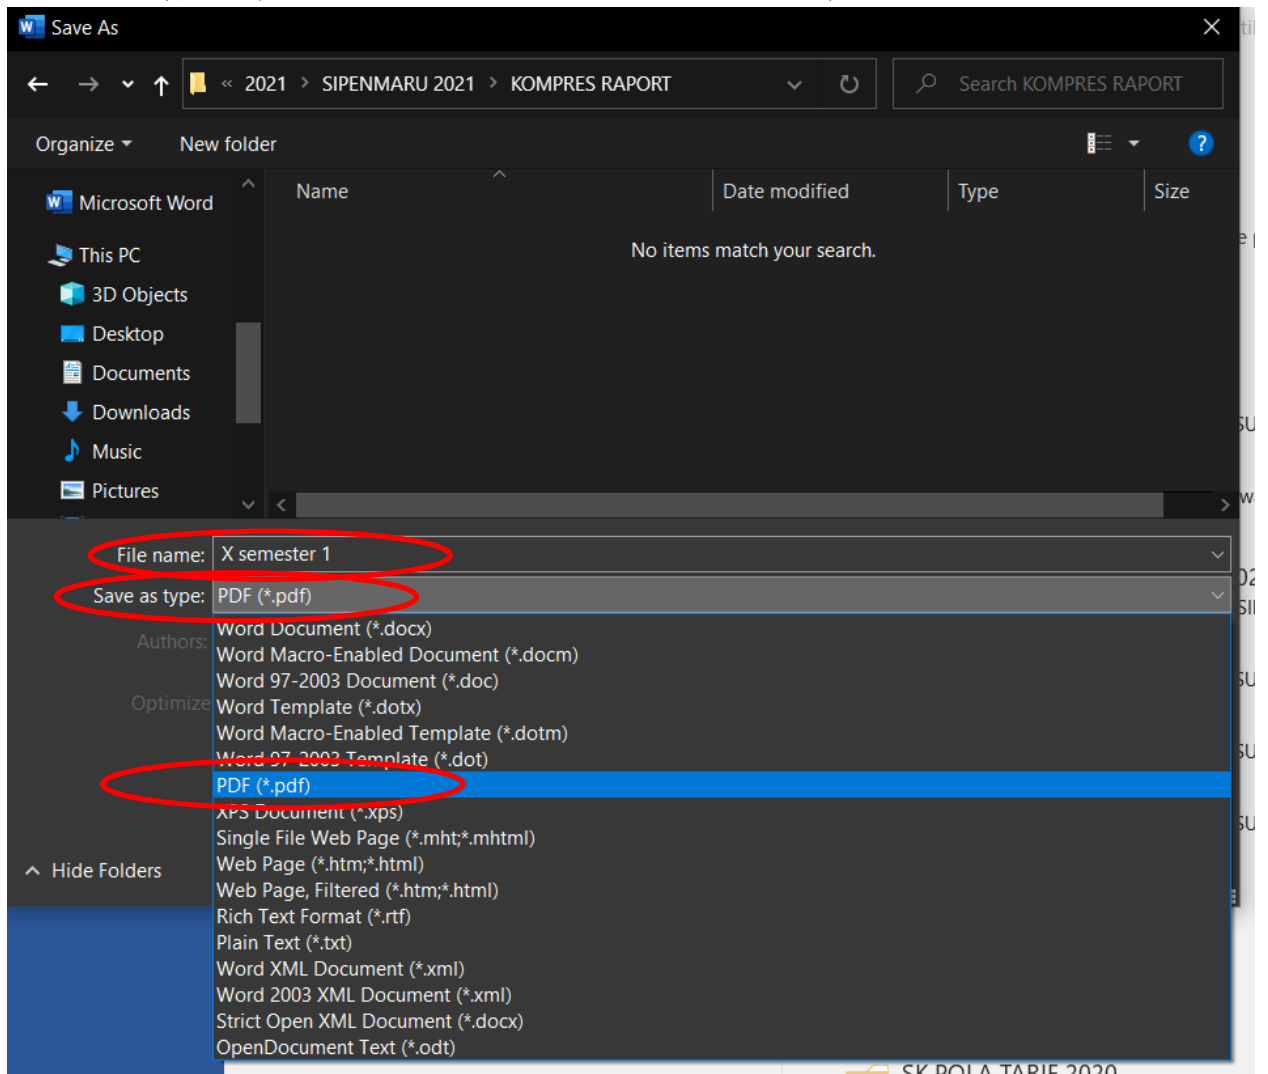 Save As
« 2021 > SIPENMARU 2021 > KOMPRES RAPORT
Search KOMPRES RAPORT
Organize
New folder
Microsoft Word
Name
Date modified
Type
Size
No items match your search.
This PC
3D Objects
Desktop
Documents
Downloads
Music
Pictures
File name: X semester 1
Save as type: PDF (*.pdf)
Authors:
Optimize
Word Document (*.docx)
Word Macro-Enabled Document (*.docm)
Word 97-2003 Document (*.doc)
Word Template (*.dotx)
Word Macro-Enabled Template (*.dotm)
Word 97-2003 Template (*.dot)
PDF (*.pdf)
XPS Document (*.xps)
Single File Web Page (*.mht;*.mhtml)
Web Page (*.htm;*.html)
Web Page, Filtered (*.htm;*.html)
Rich Text Format (*.rtf)
Plain Text (*.txt)
Word XML Document (*.xml)
Word 2003 XML Document (*.xml)
Strict Open XML Document (*.docx)
OpenDocument Text (*.odt)
Hide Folders
SK POLA TARIF 2020